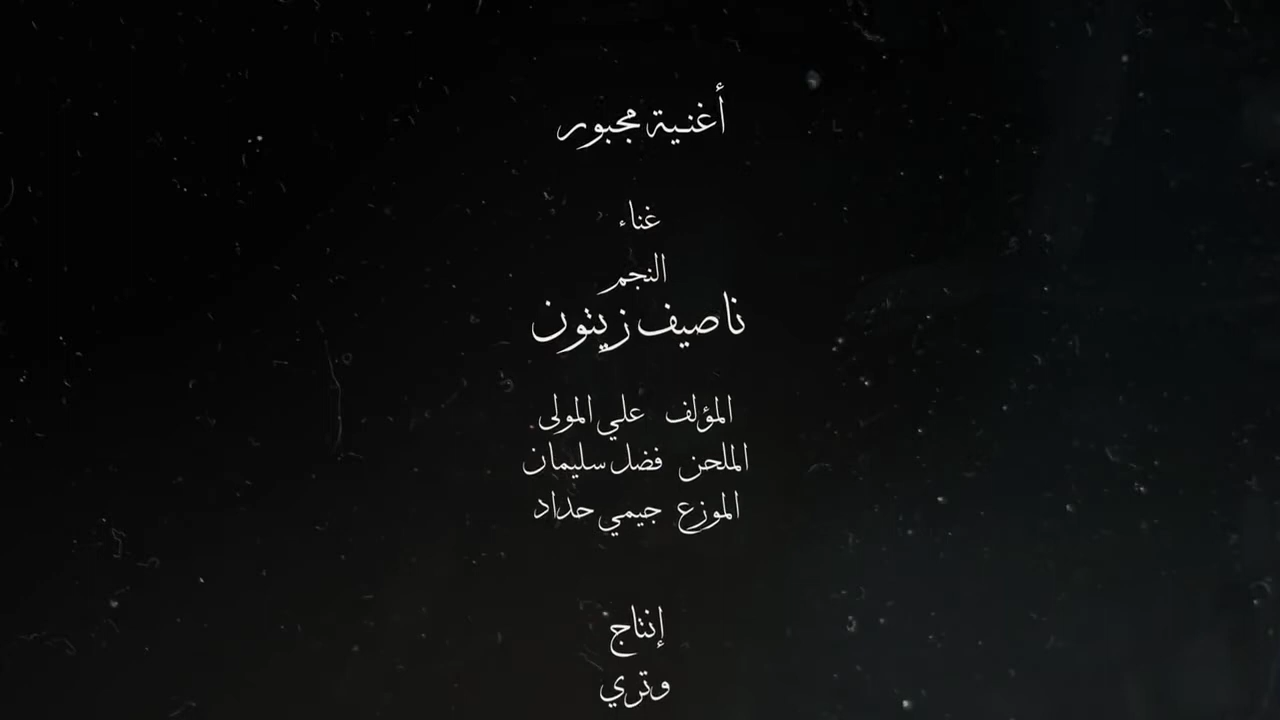 أغنية مجبور
غناء
النجم
ناصيف زيتون
المؤلف علي المولى
الملحن فضل سليمان
الموزع جيمي حداد
إنتاج
وتري